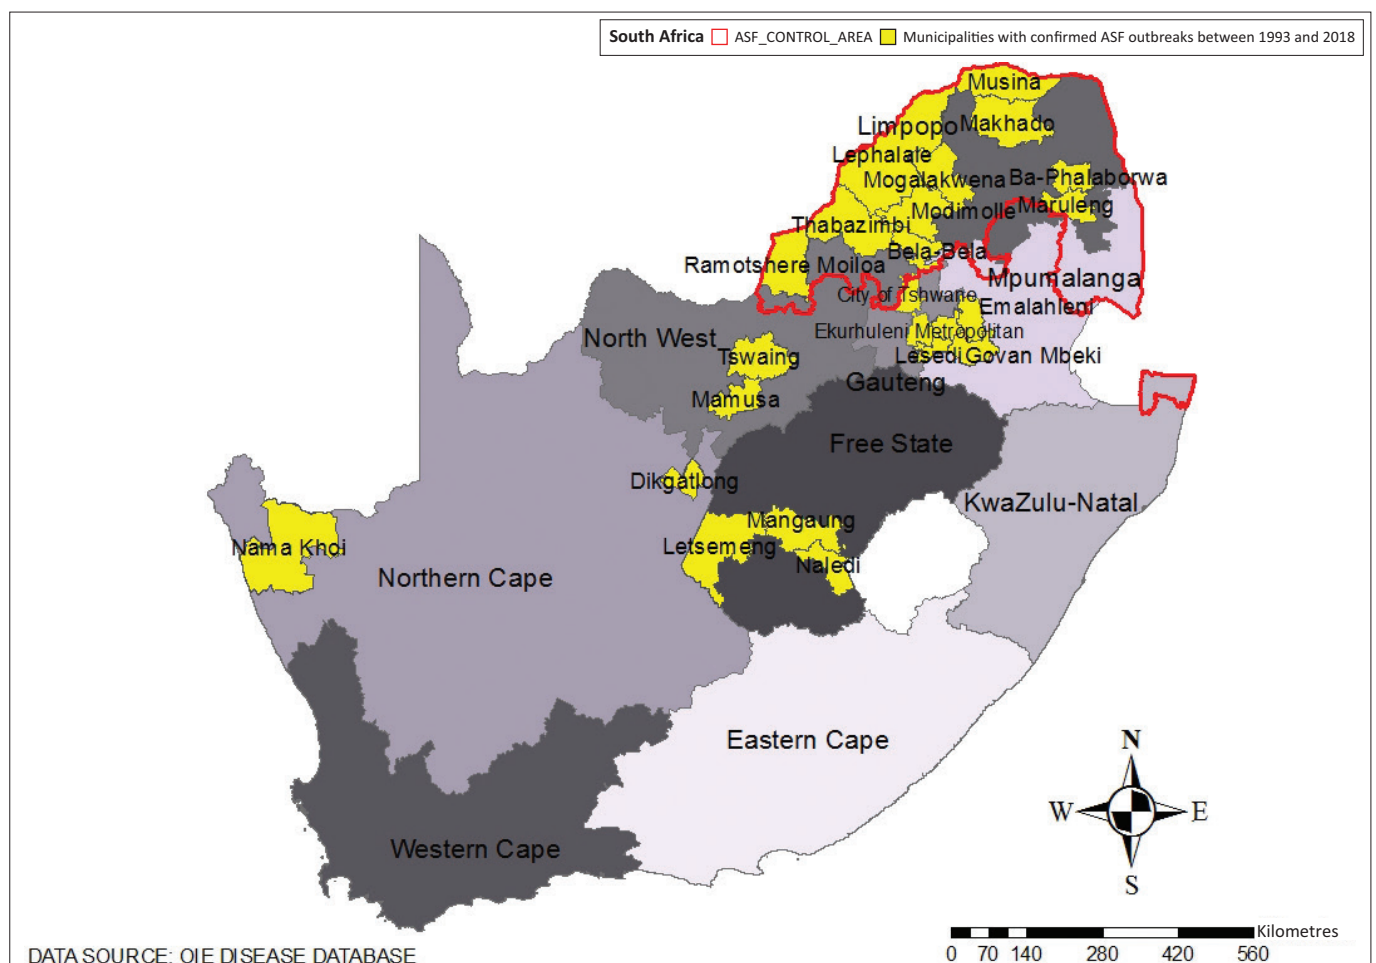 South Africa ASF_CONTROL_AREA Municipalities with confirmed ASF outbreaks between 1993 and 2018
Musina
Limpopo
Makhado
Lephalale
Mogalakwena
Ba-Phalaborwa
Modimolle
Maruleng
Thabazimbi
Bela-Bela
Ramotshere Moiloa
Mpumalanga
City of Tshwane
Emalahleni
Ekurhuleni Metropolitan
North West
Tswaing
Lesedi
Govan Mbeki
Gauteng
Mamusa
Free State
Dikgatlong
KwaZulu-Natal
Mangaung
Letsemeng
Nama Khoi
Naledi
Northern Cape
Eastern Cape
N
W
E
S
Western Cape
Kilometres
0 70 140 280 420 560
DATA SOURCE: OIE DISEASE DATABASE